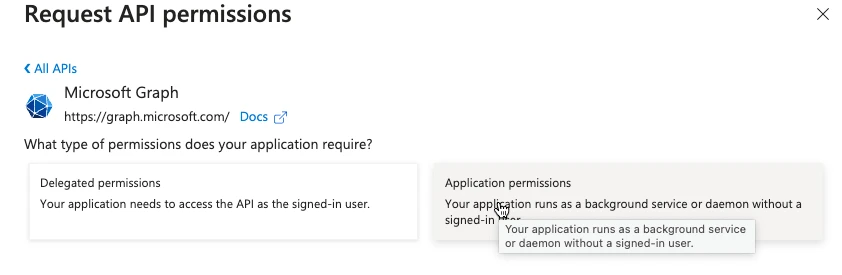 Request API permissions
All APIs
Microsoft Graph
https://graph.microsoft.com/ Docs
What type of permissions does your application require?
Delegated permissions
Your application needs to access the API as the signed-in user.
Application permissions
Your application runs as a background service or daemon without a
signed-in user.
Your application runs as a background service
or daemon without a signed-in user.